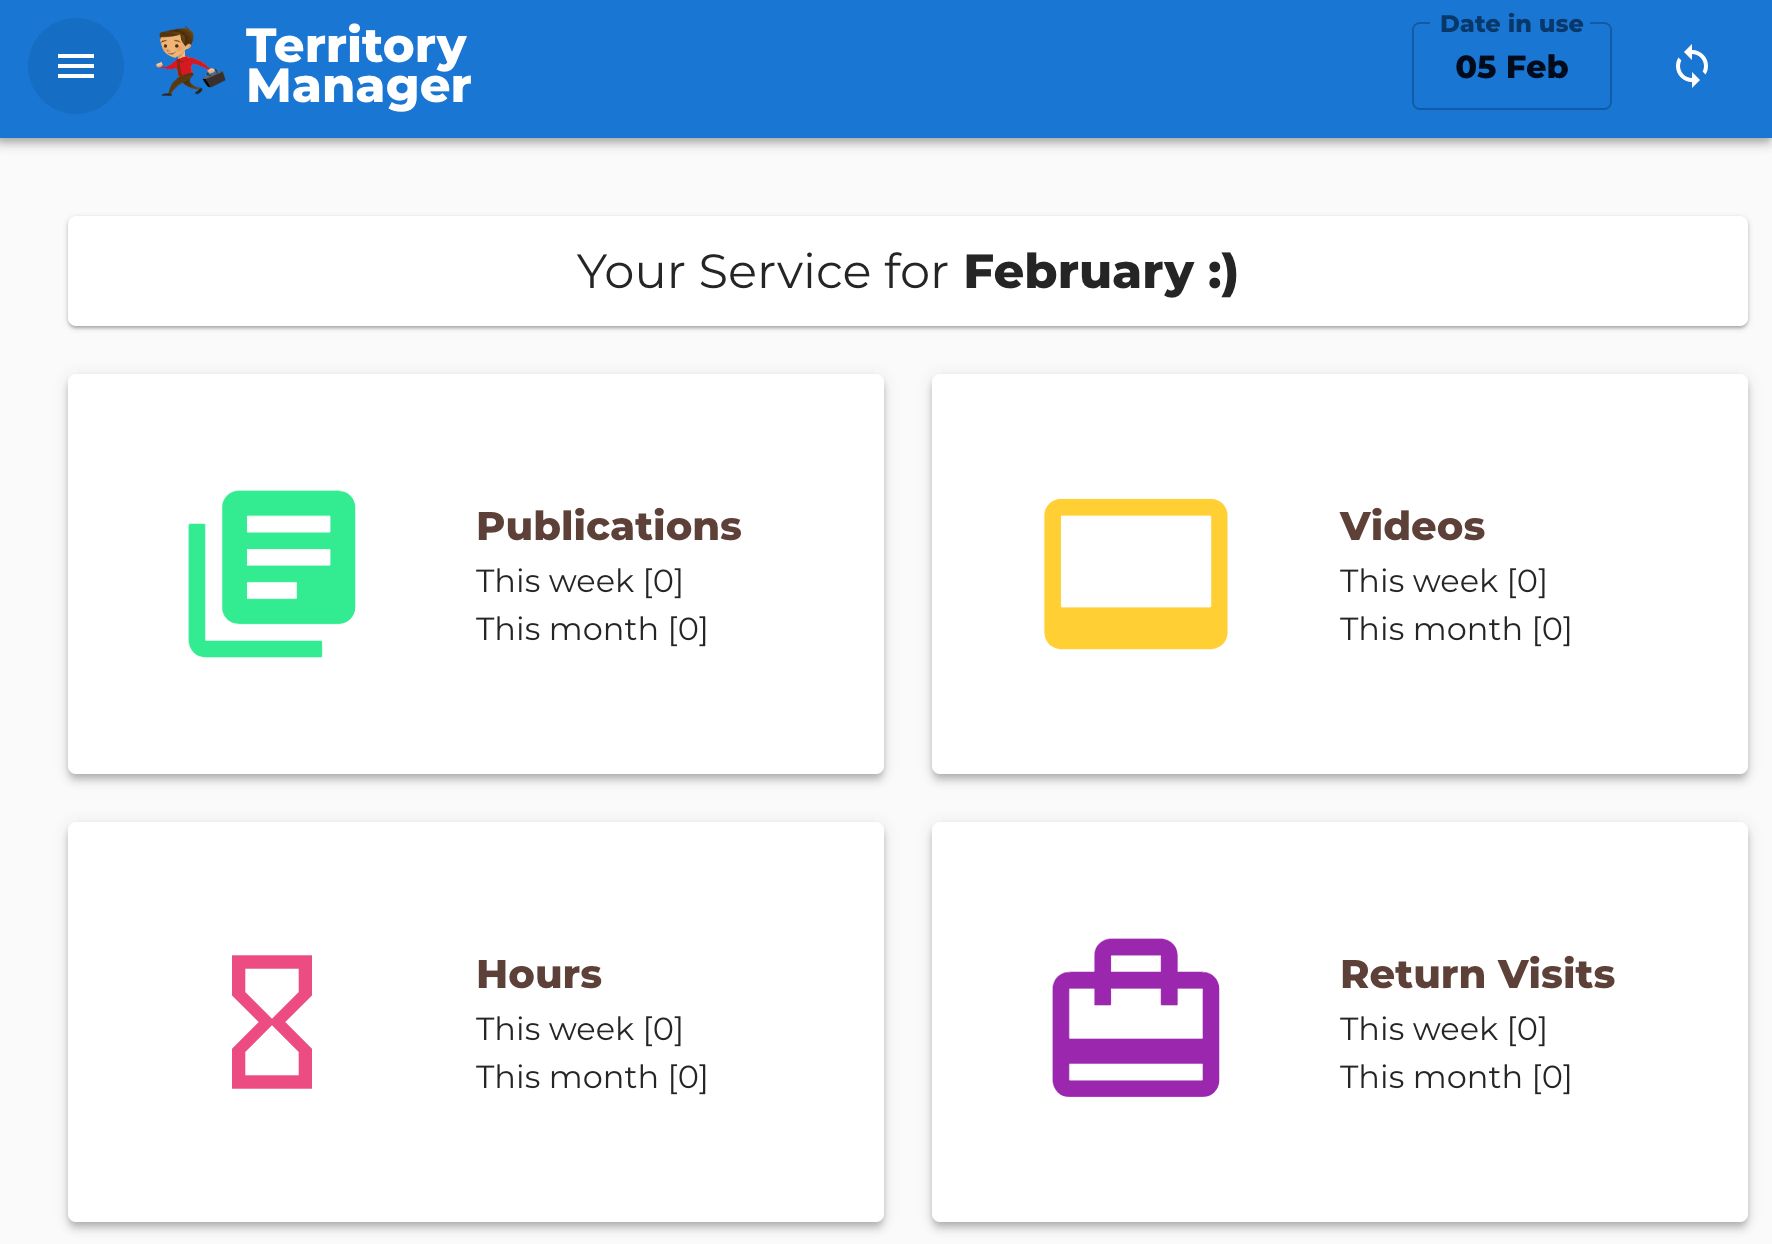 Territory
Manager
Date in use
05 Feb
Your Service for February :)
Publications
This week [0]
This month [0]
Videos
This week [0]
This month [0]
Hours
This week [0]
This month [0]
Return Visits
This week [0]
This month [0]